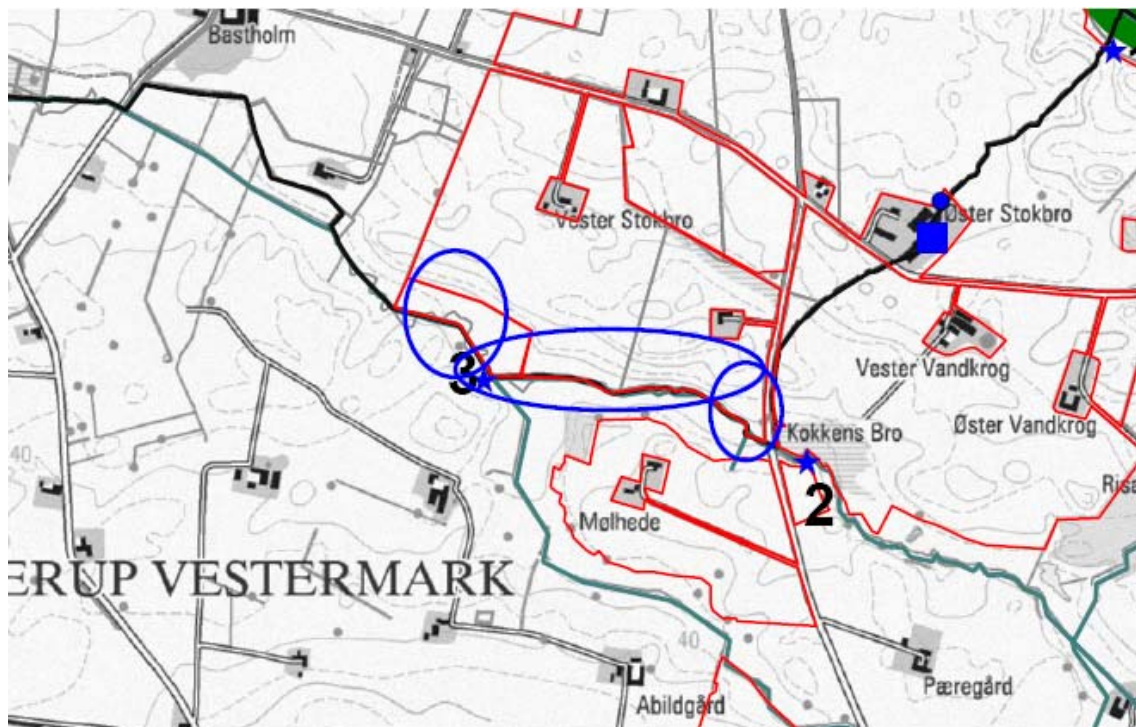 Bastholm
Vester Stokbro
Øster Stokbro
Vester Vandkrog
3
Kokkens Bro
Øster Vandkrog
40
2
Mølhede
ERUP VESTERMARK
40
Pæregård
Abildgård